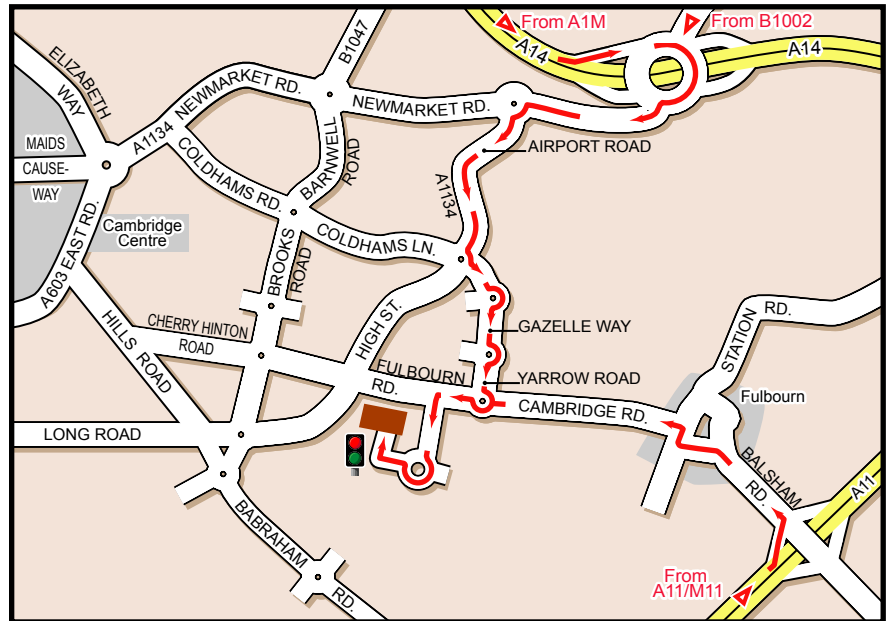 From A1M
From B1002
A14
A14
B1047
ELIZABETH
WAY
A1134 NEWMARKET RD.
NEWMARKET RD.
MAIDS
CAUSE-
WAY
COLDHAMS RD.
BARNWELL
ROAD
AIRPORT ROAD
A1134
Cambridge
Centre
A603 EAST RD.
COLDHAMS LN.
BROOKS
ROAD
HIGH ST.
GAZELLE WAY
STATION RD.
CHERRY HINTON
ROAD
HILLS ROAD
FULBOURN
RD.
YARROW ROAD
Fulbourn
CAMBRIDGE RD.
LONG ROAD
BALSHAM
RD.
A11
BABRAHAM
RD.
From
A11/M11